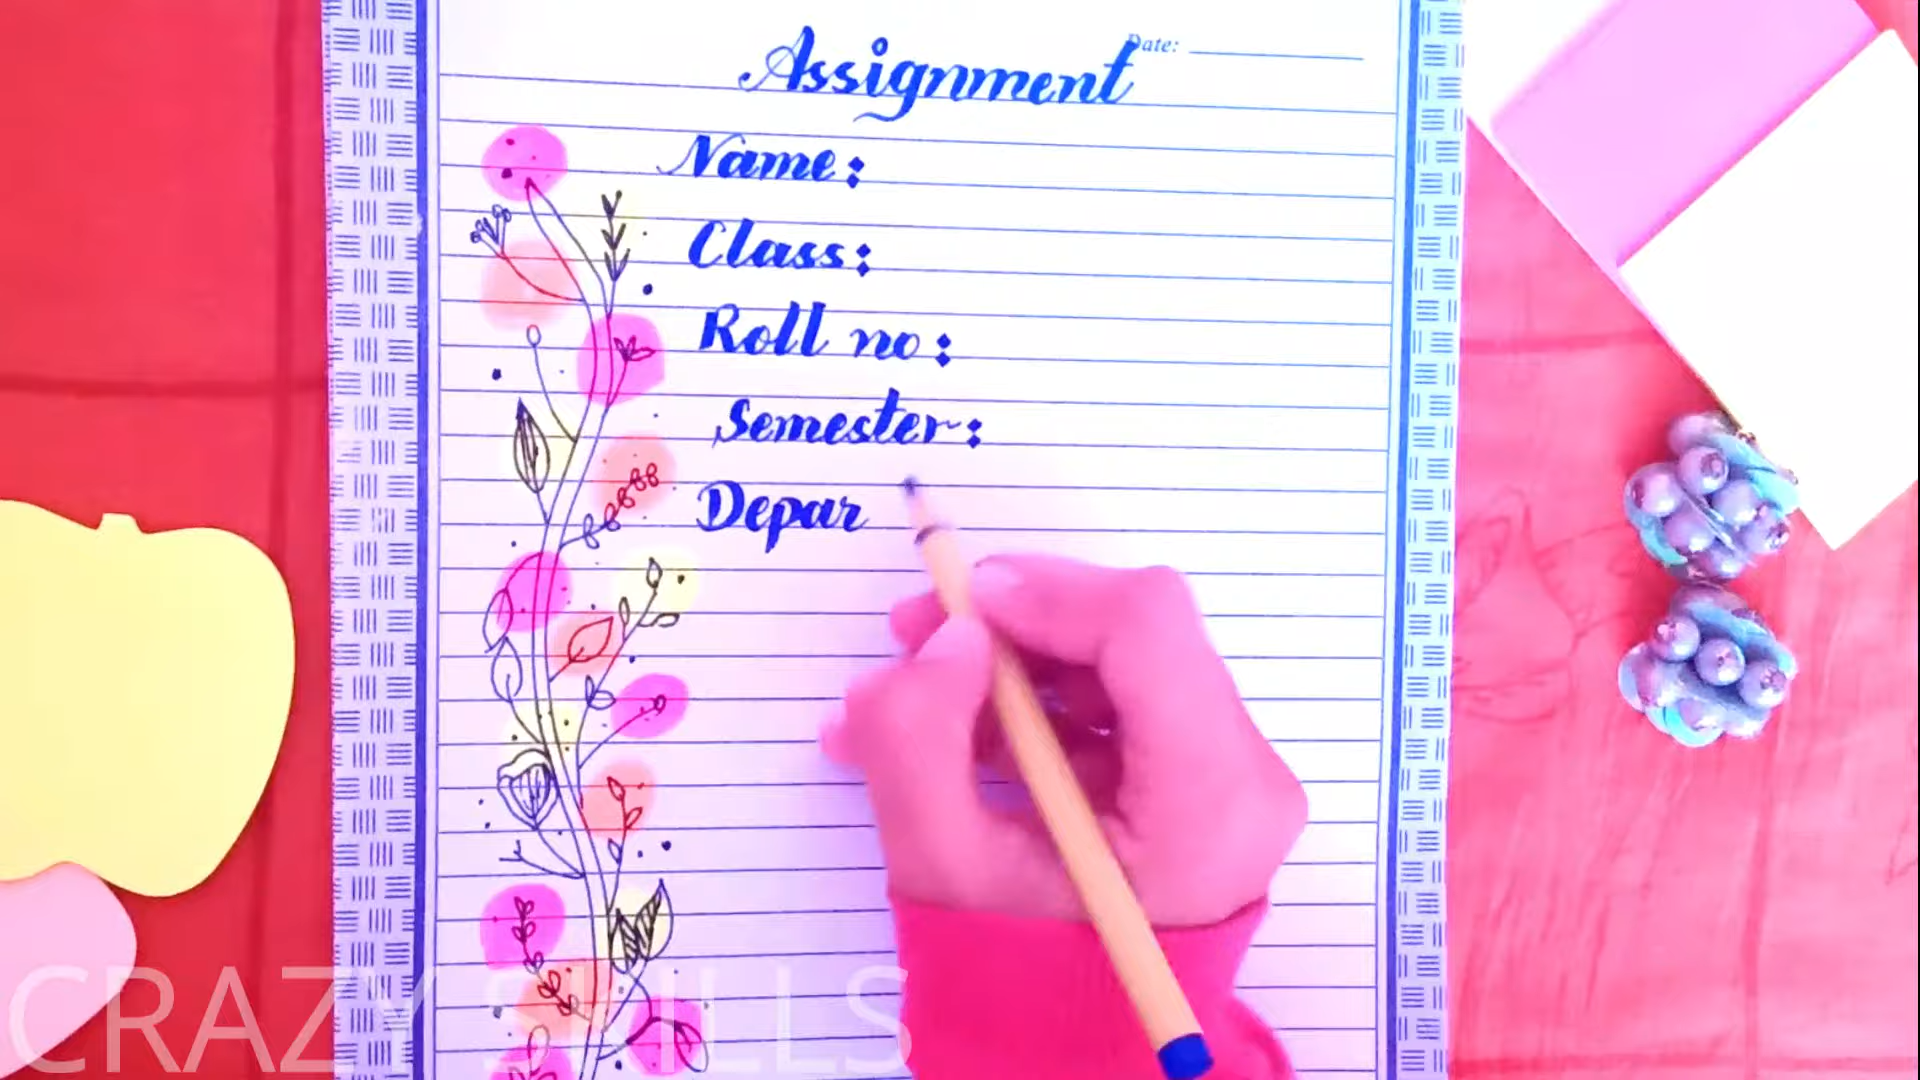 Date:
Assignment
Name:
Class:
Roll no:
Semester:
Depar
CRAZY SKILLS